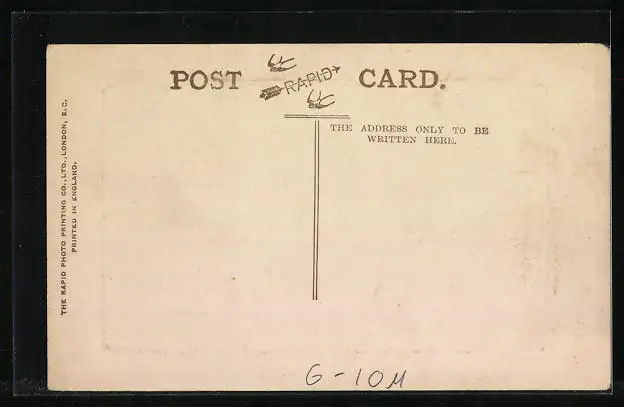 POST RAPID CARD.
THE ADDRESS ONLY TO BE
WRITTEN HERE.
THE RAPID PHOTO PRINTING CO., LTD., LONDON, E.C.
PRINTED IN ENGLAND.
G-10M